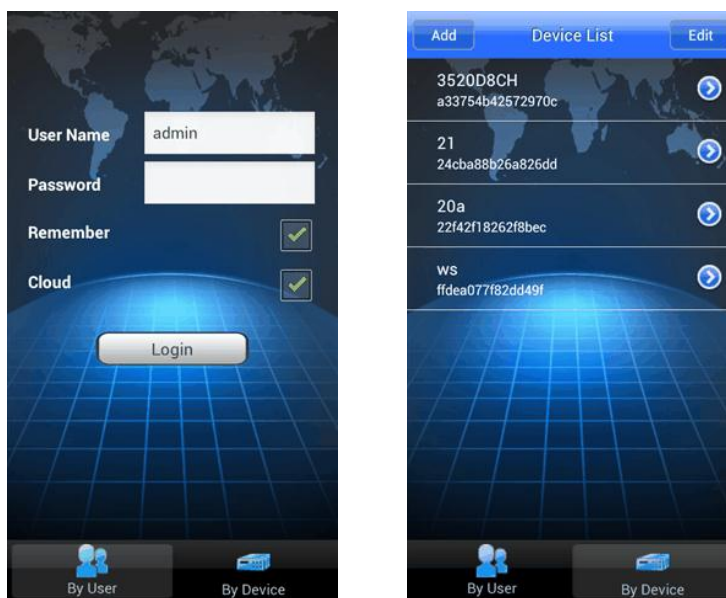 User Name admin
Password
Remember
Cloud
Login
By User By Device
Add Device List Edit
3520D8CH
a33754b42572970c
21
24cba88b26a826dd
20a
22f42f18262f8bec
ws
ffdea077f82dd49f
By User By Device